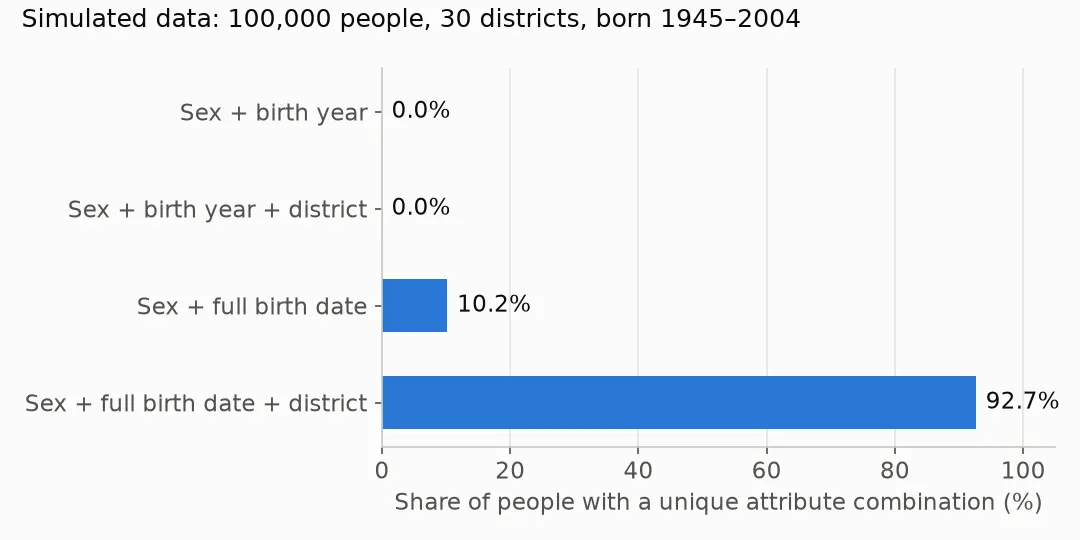 Simulated data: 100,000 people, 30 districts, born 1945–2004
Sex + birth year
0.0%
Sex + birth year + district
0.0%
Sex + full birth date
10.2%
Sex + full birth date + district
92.7%
0 20 40 60 80 100
Share of people with a unique attribute combination (%)